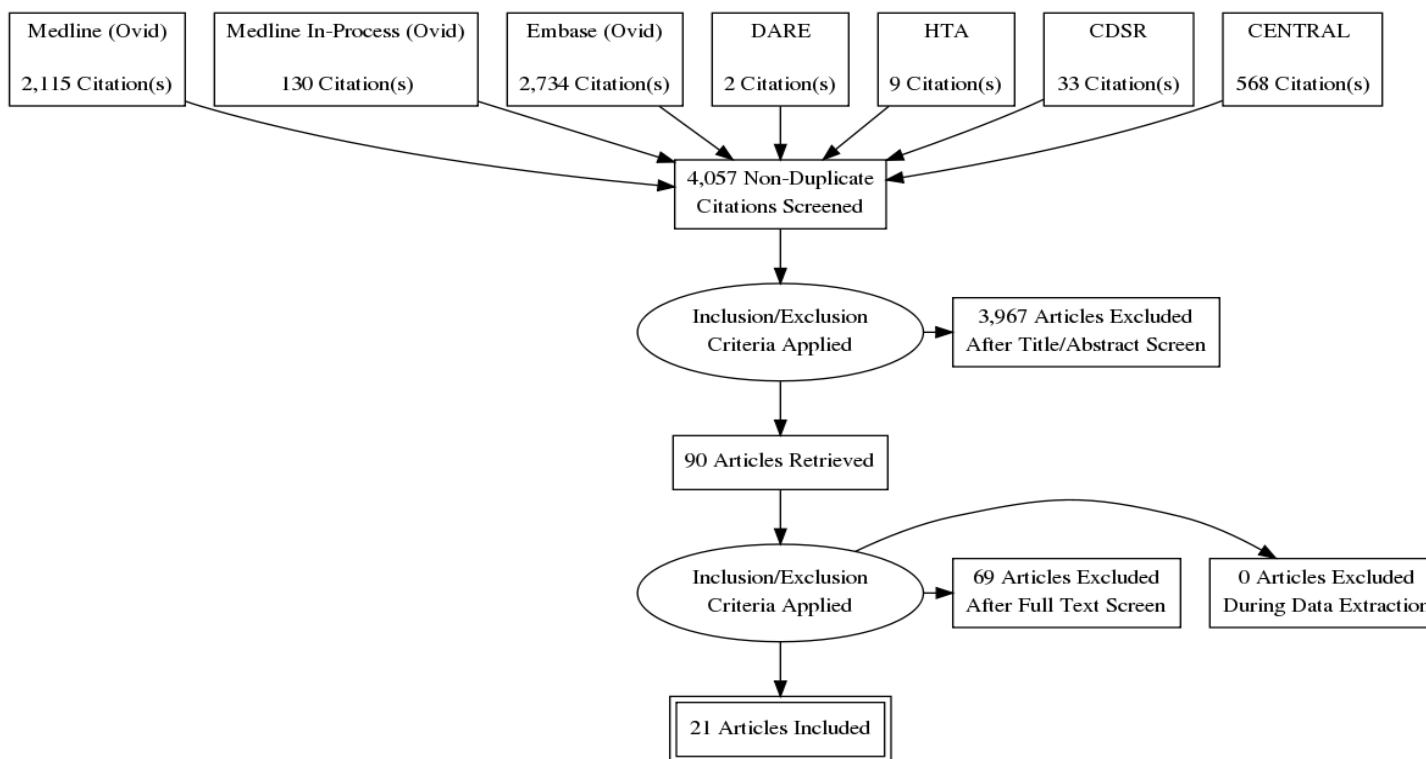 Medline (Ovid)
2,115 Citation(s)
Medline In-Process (Ovid)
130 Citation(s)
Embase (Ovid)
2,734 Citation(s)
DARE
2 Citation(s)
HTA
9 Citation(s)
CDSR
33 Citation(s)
CENTRAL
568 Citation(s)
4,057 Non-Duplicate
Citations Screened
Inclusion/Exclusion
Criteria Applied
3,967 Articles Excluded
After Title/Abstract Screen
90 Articles Retrieved
Inclusion/Exclusion
Criteria Applied
69 Articles Excluded
After Full Text Screen
0 Articles Excluded
During Data Extraction
21 Articles Included